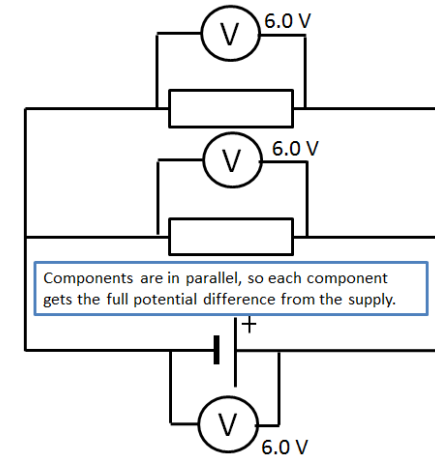 6.0 V
V
6.0 V
V
Components are in parallel, so each component
gets the full potential difference from the supply.
+
V
6.0 V